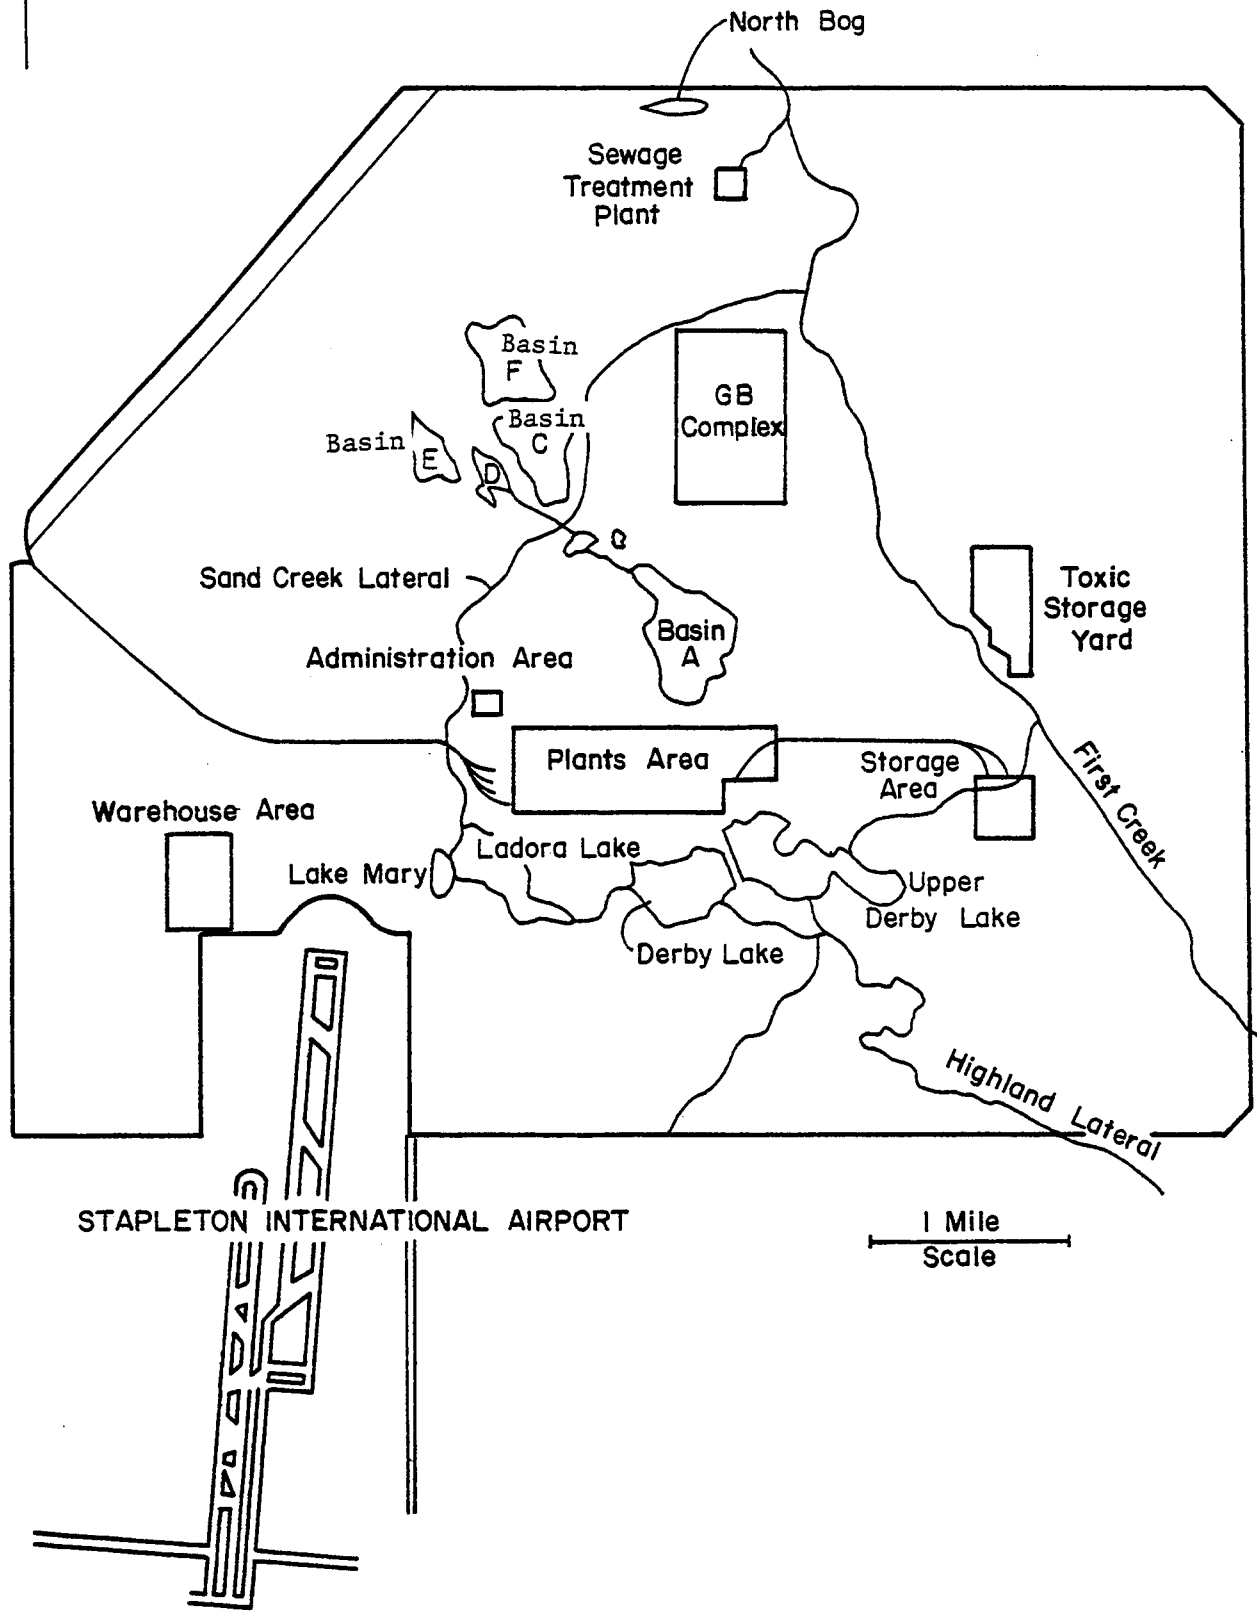 North Bog
Sewage
Treatment
Plant
Basin
F
GB
Complex
Basin
C
Basin
E
D
Toxic
Storage
Yard
Sand Creek Lateral
Basin
A
Administration Area
Plants Area
Storage
Area
First Creek
Warehouse Area
Ladora Lake
Lake Mary
Upper
Derby Lake
Derby Lake
Highland Lateral
STAPLETON INTERNATIONAL AIRPORT
1 Mile
Scale